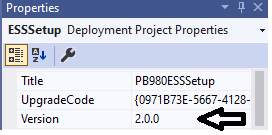 Properties
ESSSetup Deployment Project Properties
Title PB980ESSSetup
UpgradeCode {0971B73E-5667-4128-
Version 2.0.0